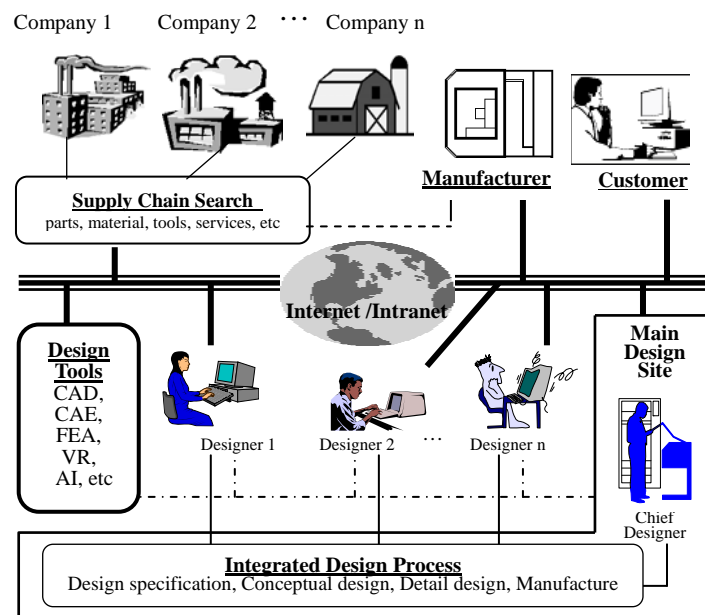 Company 1 Company 2 ··· Company n
Supply Chain Search
parts, material, tools, services, etc
Manufacturer
Customer
Internet /Intranet
Design
Tools
CAD,
CAE,
FEA,
VR,
AI, etc
Designer 1
Designer 2
···
Designer n
Main
Design
Site
Chief
Designer
Integrated Design Process
Design specification, Conceptual design, Detail design, Manufacture